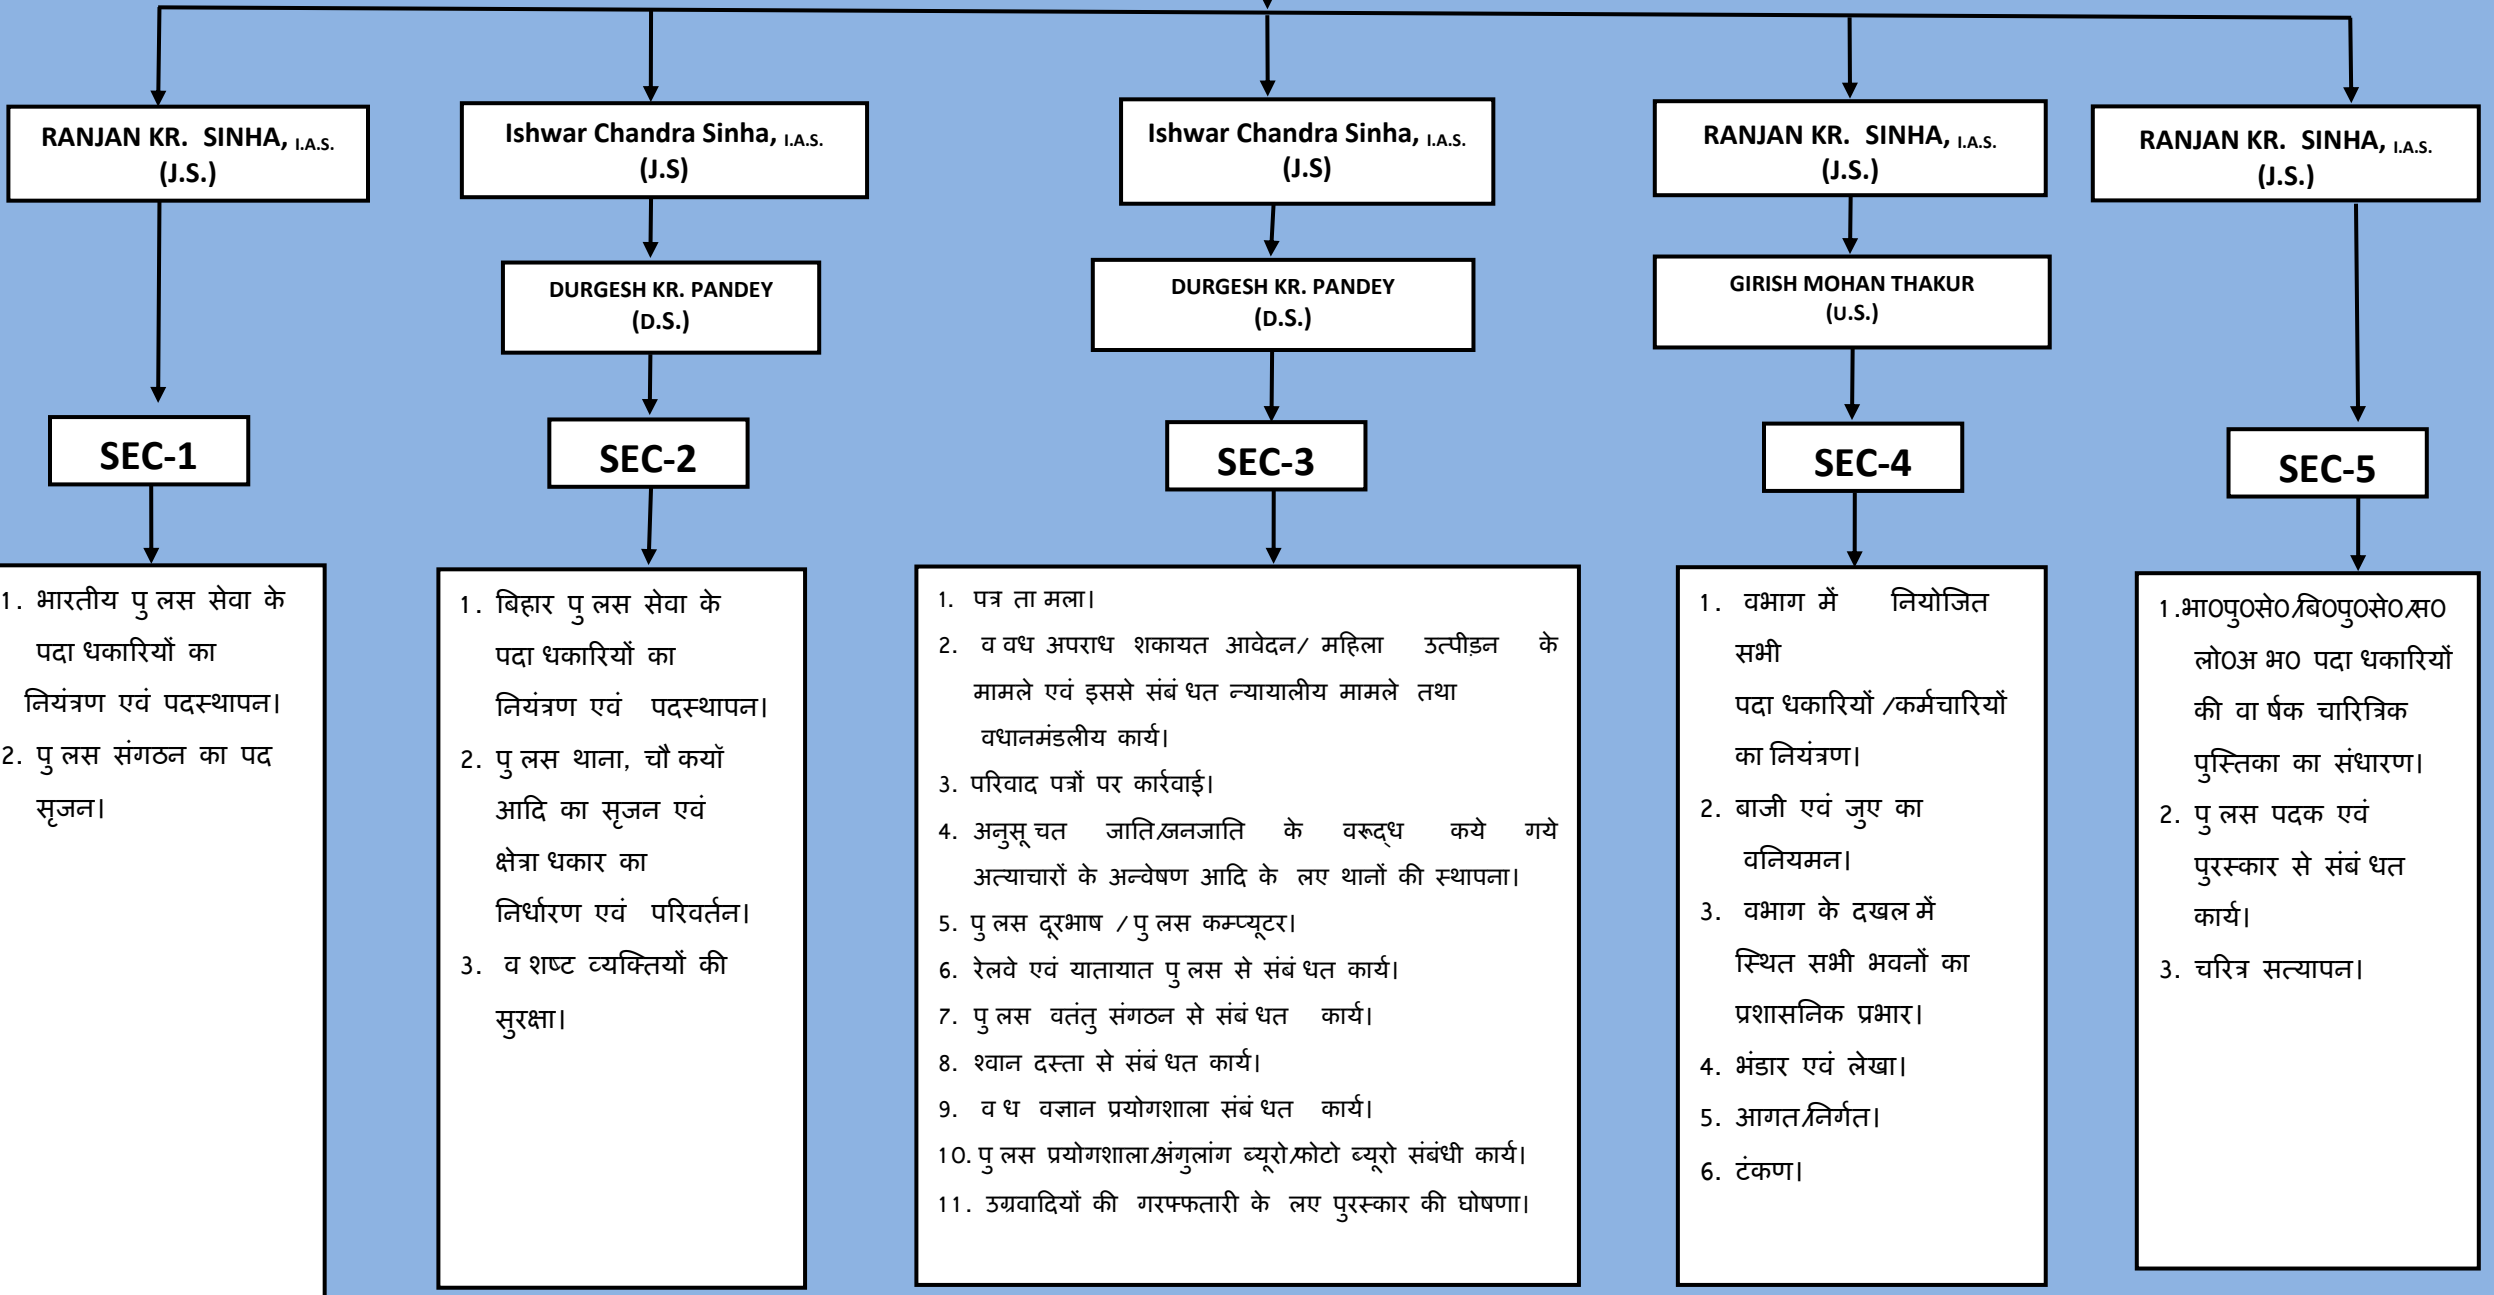 RANJAN KR. SINHA, I.A.S.
(J.S.)
Ishwar Chandra Sinha, I.A.S.
(J.S)
Ishwar Chandra Sinha, I.A.S.
(J.S)
RANJAN KR. SINHA, I.A.S.
(J.S.)
RANJAN KR. SINHA, I.A.S.
(J.S.)
DURGESH KR. PANDEY
(D.S.)
DURGESH KR. PANDEY
(D.S.)
GIRISH MOHAN THAKUR
(U.S.)
SEC-1
SEC-2
SEC-3
SEC-4
SEC-5
1. भारतीय पु लस सेवा के
पदा धकारियों का
नियंत्रण एवं पदस्थापन।
2. पु लस संगठन का पद
सृजन।
1. बिहार पु लस सेवा के
पदा धकारियों का
नियंत्रण एवं पदस्थापन।
2. पु लस थाना, चौ कयॉ
आदि का सृजन एवं
क्षेत्रा धकार का
निर्धारण एवं परिवर्तन।
3. व शष्ट व्यक्तियों की
सुरक्षा।
1. पत्र ता मला।
2. व वध अपराध शकायत आवेदन/ महिला उत्पीड़न के
मामले एवं इससे संबं धत न्यायालीय मामले तथा
वधानमंडलीय कार्य।
3. परिवाद पत्रों पर कार्रवाई।
4. अनुसू चत जाति/जनजाति के वरूद्ध कये गये
अत्याचारों के अन्वेषण आदि के लए थानों की स्थापना।
5. पु लस दूरभाष / पु लस कम्प्यूटर।
6. रेलवे एवं यातायात पु लस से संबं धत कार्य।
7. पु लस वतंतु संगठन से संबं धत कार्य।
8. श्वान दस्ता से संबं धत कार्य।
9. व ध वज्ञान प्रयोगशाला संबं धत कार्य।
10. पु लस प्रयोगशाला/अंगुलांग ब्यूरो/फोटो ब्यूरो संबंधी कार्य।
11. उग्रवादियों की गरफ्फतारी के लए पुरस्कार की घोषणा।
1. वभाग में नियोजित
सभी
पदा धकारियों /कर्मचारियों
का नियंत्रण।
2. बाजी एवं जुए का
वनियमन।
3. वभाग के दखल में
स्थित सभी भवनों का
प्रशासनिक प्रभार।
4. भंडार एवं लेखा।
5. आगत/निर्गत।
6. टंकण।
1.भा0पु0से0/बि0पु0से0/स0
लो0अ भ0 पदा धकारियों
की वा र्षक चारित्रिक
पुस्तिका का संधारण।
2. पु लस पदक एवं
पुरस्कार से संबं धत
कार्य।
3. चरित्र सत्यापन।